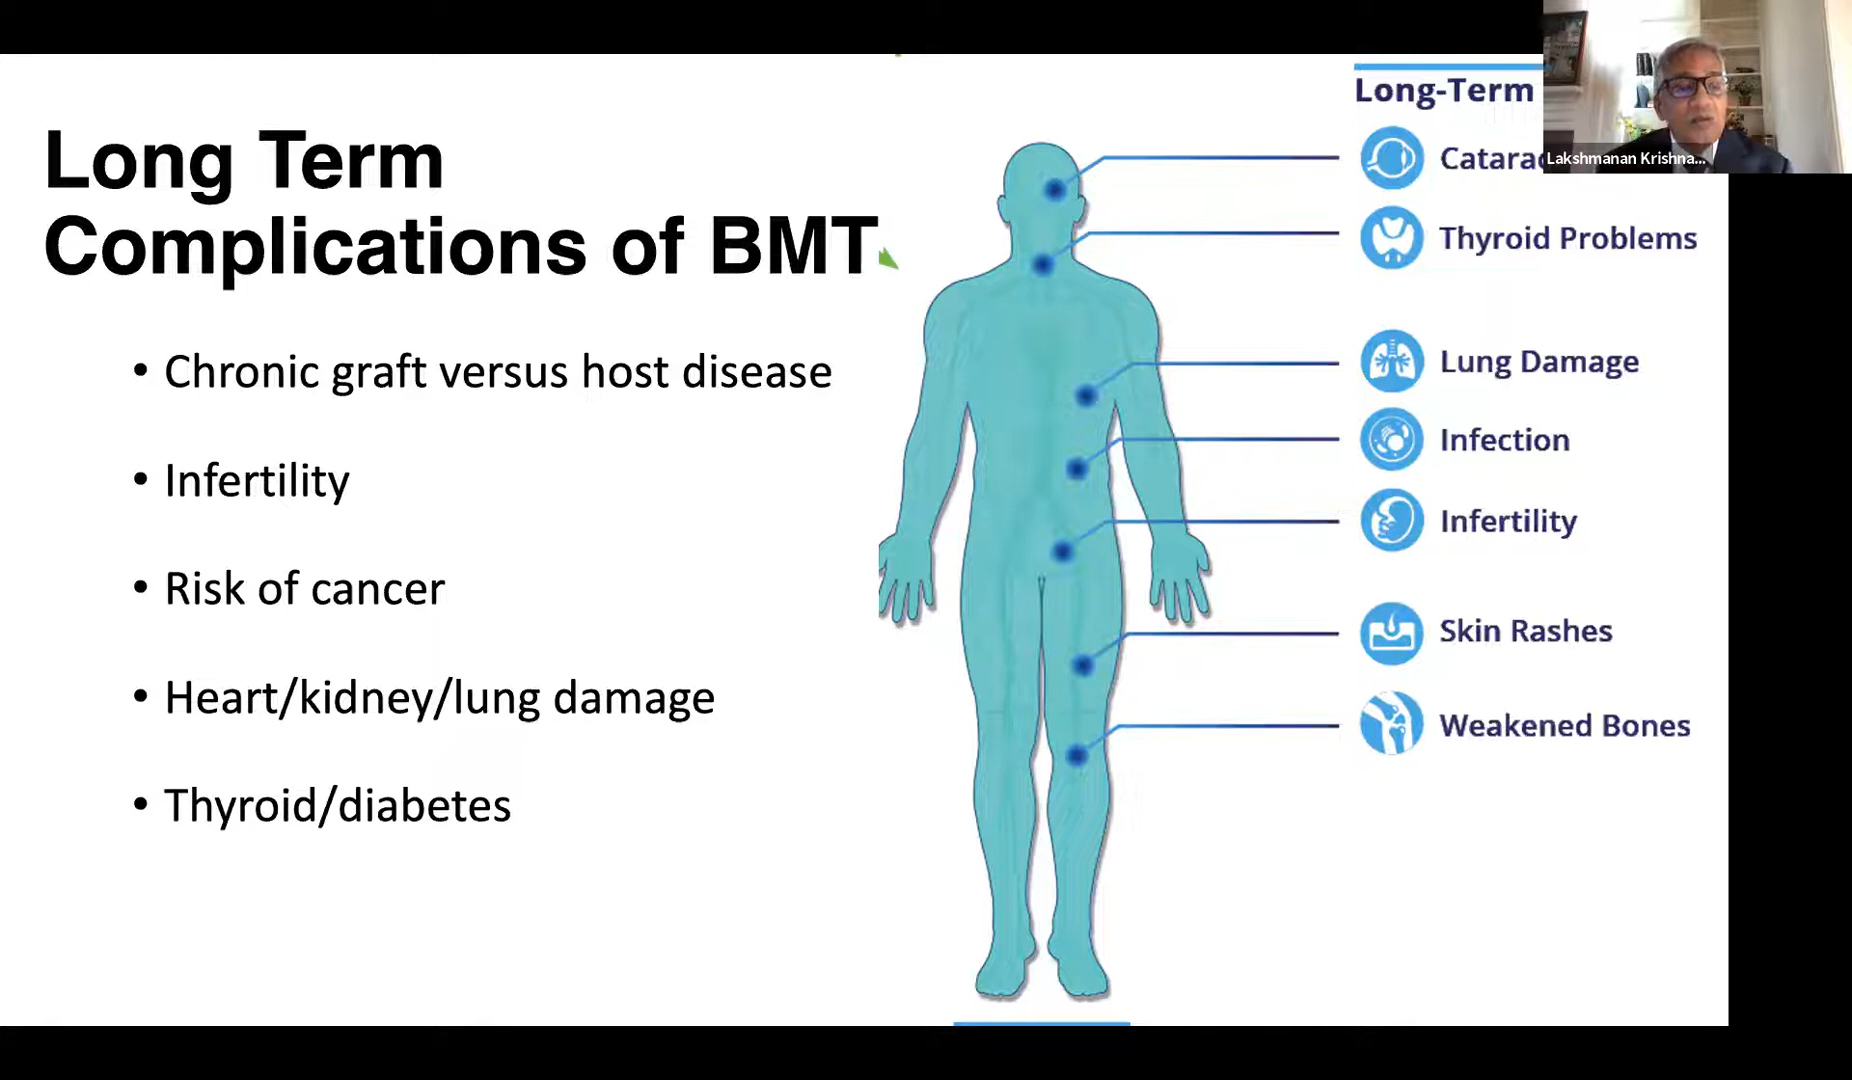 Long Term
Complications of BMT
• Chronic graft versus host disease
• Infertility
• Risk of cancer
• Heart/kidney/lung damage
• Thyroid/diabetes
Long-Term
Thyroid Problems
Lung Damage
Infection
Infertility
Skin Rashes
Weakened Bones
Lakshmanan Krishna...